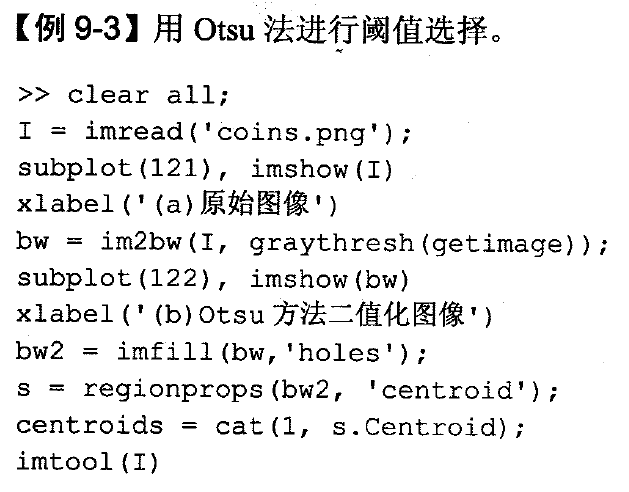 【例 9-3】用 Otsu 法进行阈值选择。
>> clear all;
I = imread('coins.png');
subplot(121), imshow(I)
xlabel('(a)原始图像')
bw = im2bw(I, graythresh(getimage));
subplot(122), imshow(bw)
xlabel('(b)Otsu 方法二值化图像')
bw2 = imfill(bw,'holes');
s = regionprops(bw2, 'centroid');
centroids = cat(1, s.Centroid);
imtool(I)